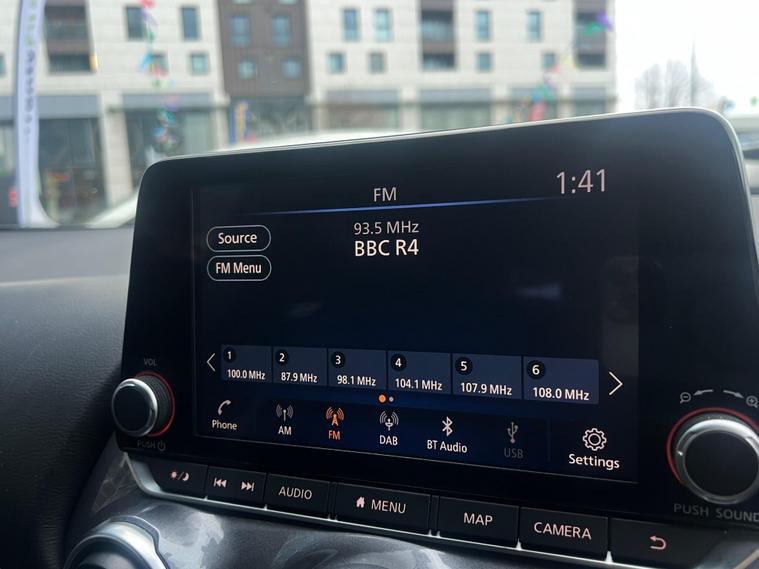 FM
1:41
93.5 MHz
BBC R4
Source
FM Menu
1
100.0 MHz
2
87.9 MHz
3
98.1 MHz
4
104.1 MHz
5
107.9 MHz
6
108.0 MHz
Phone
AM
FM
DAB
BT Audio
USB
Settings
VOL
PUSH
PUSH SOUND
AUDIO
MENU
MAP
CAMERA